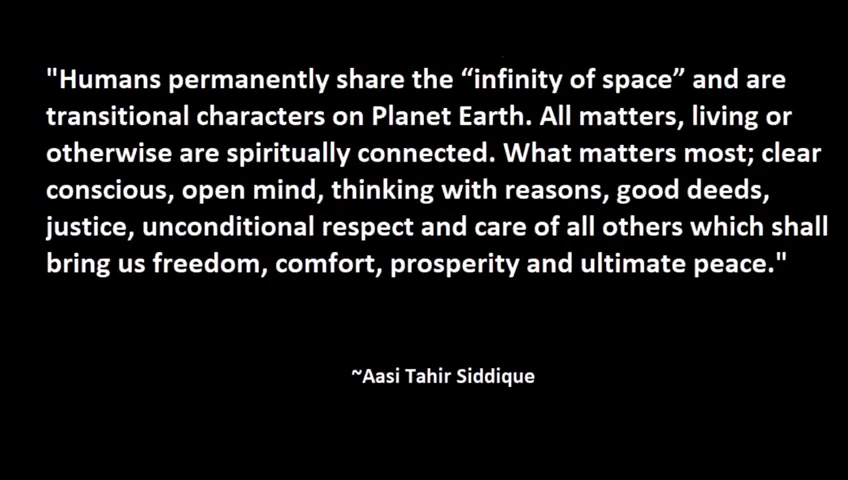 "Humans permanently share the “infinity of space” and are
transitional characters on Planet Earth. All matters, living or
otherwise are spiritually connected. What matters most; clear
conscious, open mind, thinking with reasons, good deeds,
justice, unconditional respect and care of all others which shall
bring us freedom, comfort, prosperity and ultimate peace."
~Aasi Tahir Siddique